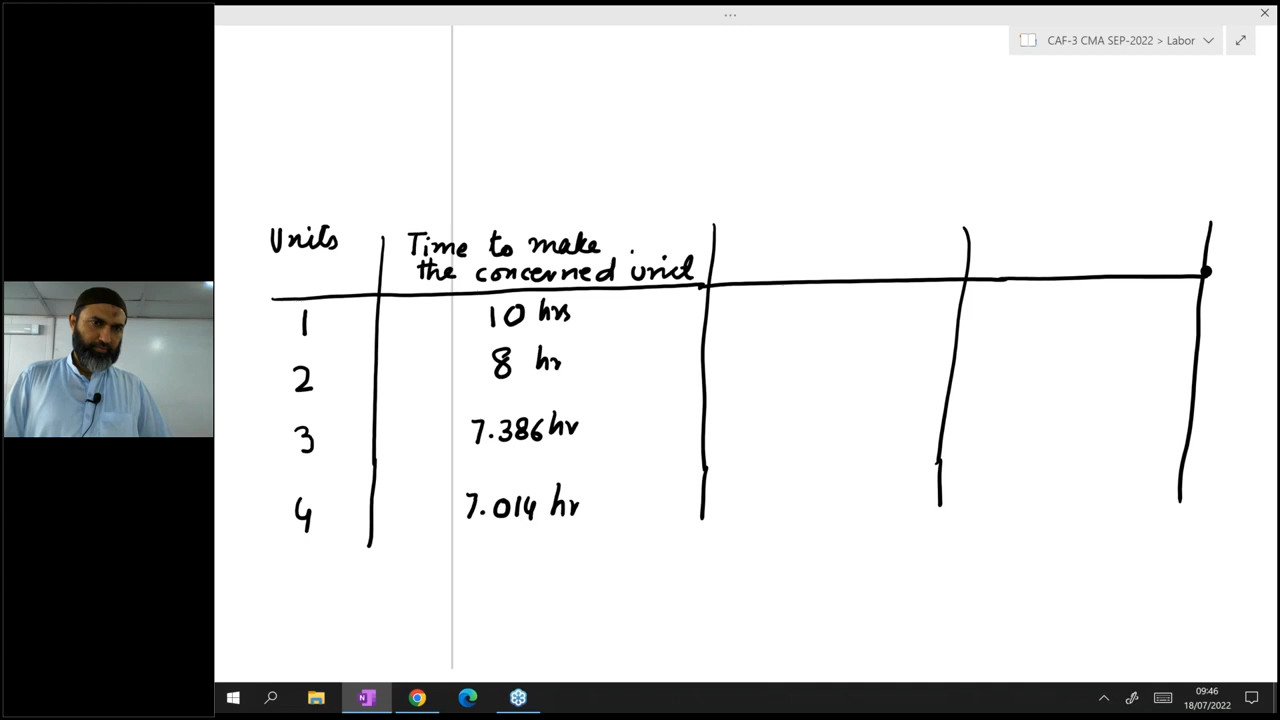 CAF-3 CMA SEP-2022 > Labor
Units
Time to make
the concerned unit
1
10 hrs
2
8 hr
3
7.386 hr
4
7.014 hr
09:46
18/07/2022